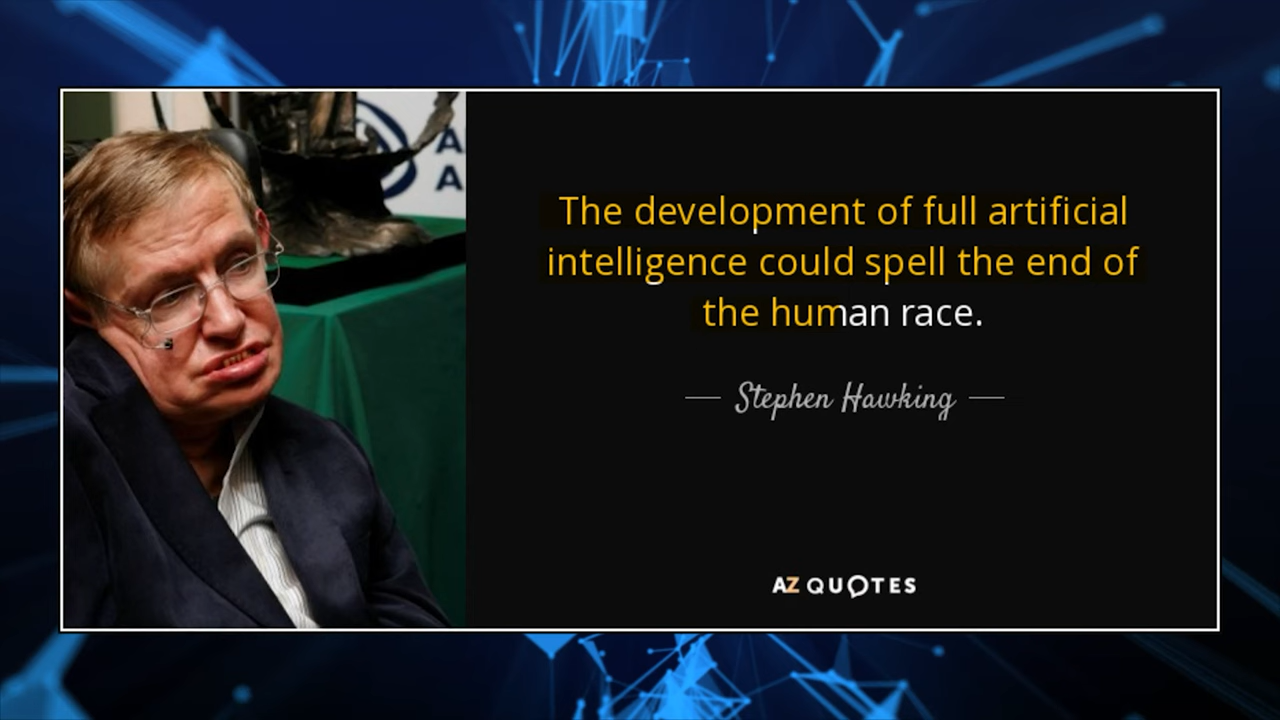 A
A
The development of full artificial
intelligence could spell the end of
the human race.
— Stephen Hawking —
AZ QUOTES